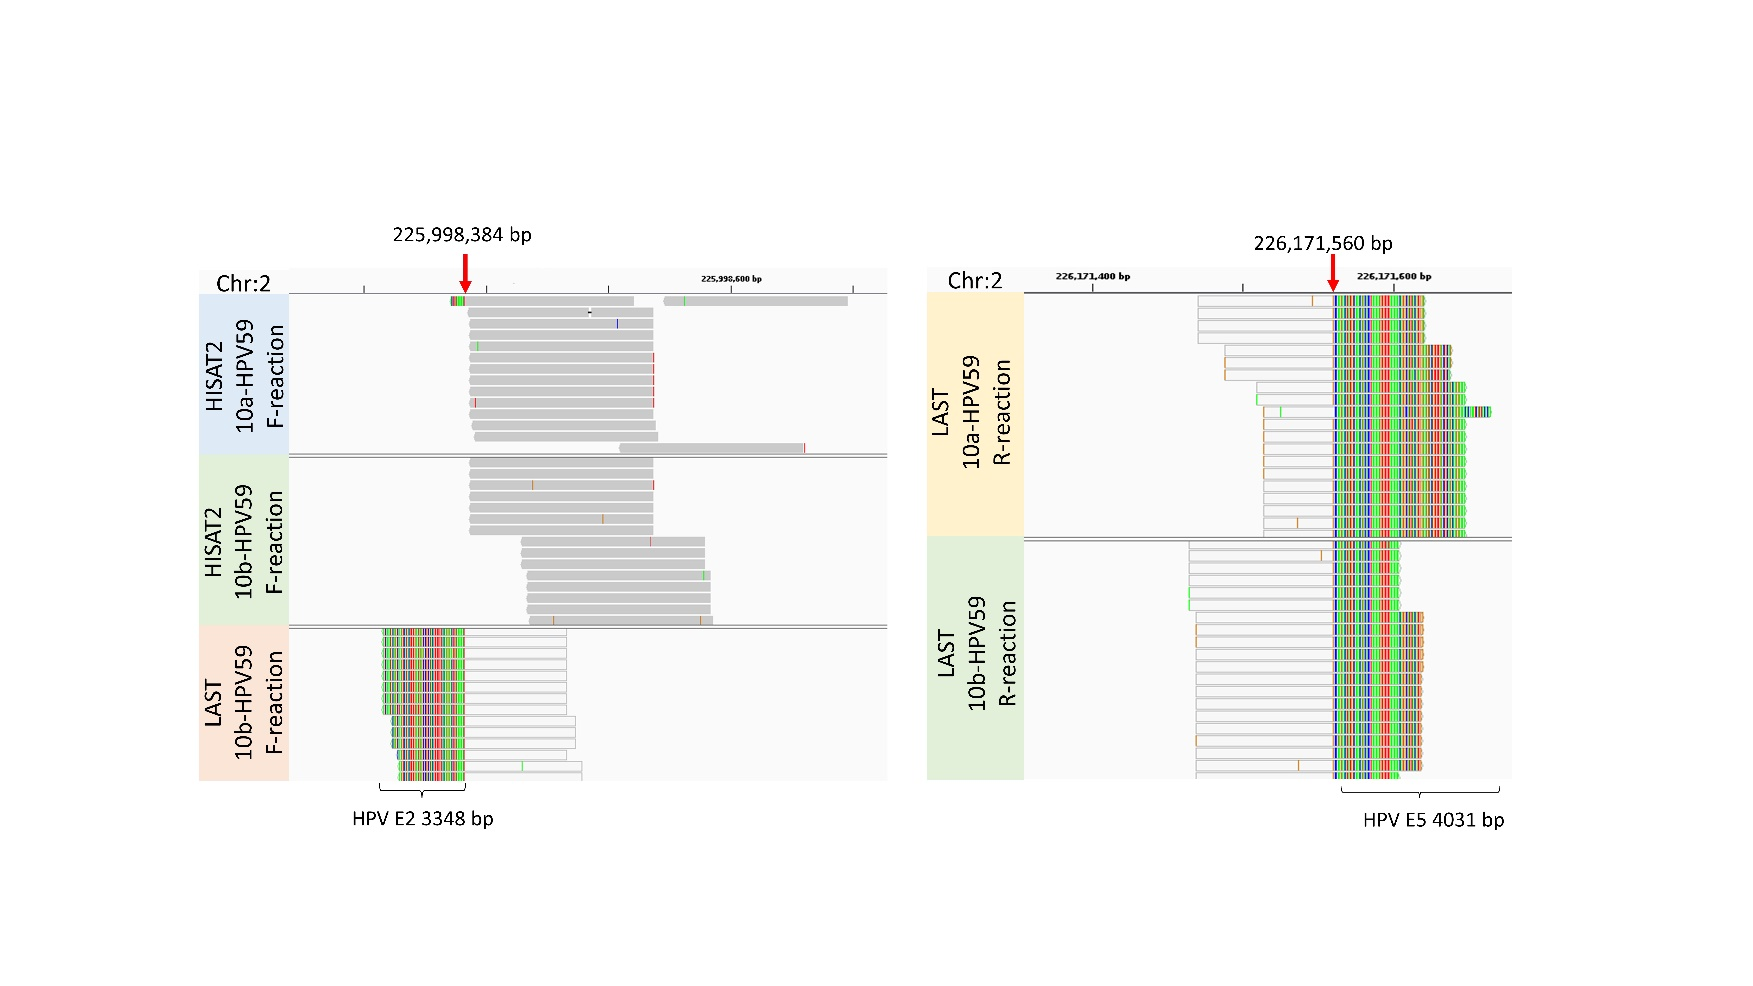 225,998,384 bp
Chr:2
225,998,600 bp
HISAT2
10a-HPV59
F-reaction
HISAT2
10b-HPV59
F-reaction
LAST
10b-HPV59
F-reaction
HPV E2 3348 bp
226,171,560 bp
Chr:2
226,171,400 bp
226,171,600 bp
LAST
10a-HPV59
R-reaction
LAST
10b-HPV59
R-reaction
HPV E5 4031 bp